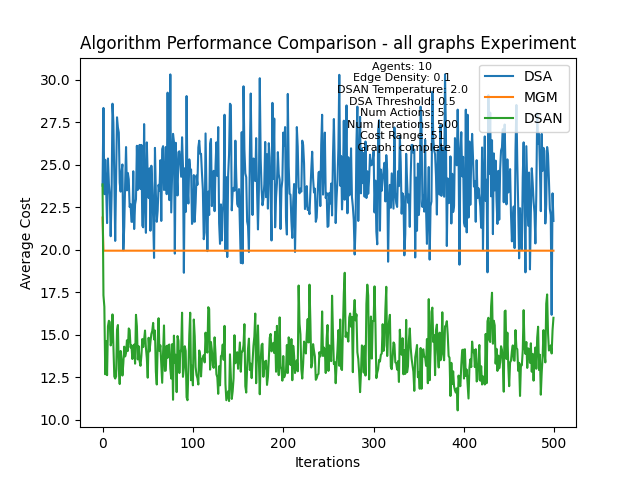 Algorithm Performance Comparison - all graphs Experiment
Agents: 10
Edge Density: 0.1
DSAN Temperature: 2.0
DSA Threshold: 0.5
Num Actions: 5
Num Iterations: 500
Cost Range: 51
Graph: complete
DSA
MGM
DSAN
Average Cost
30.0
27.5
25.0
22.5
20.0
17.5
15.0
12.5
10.0
0
100
200
300
400
500
Iterations